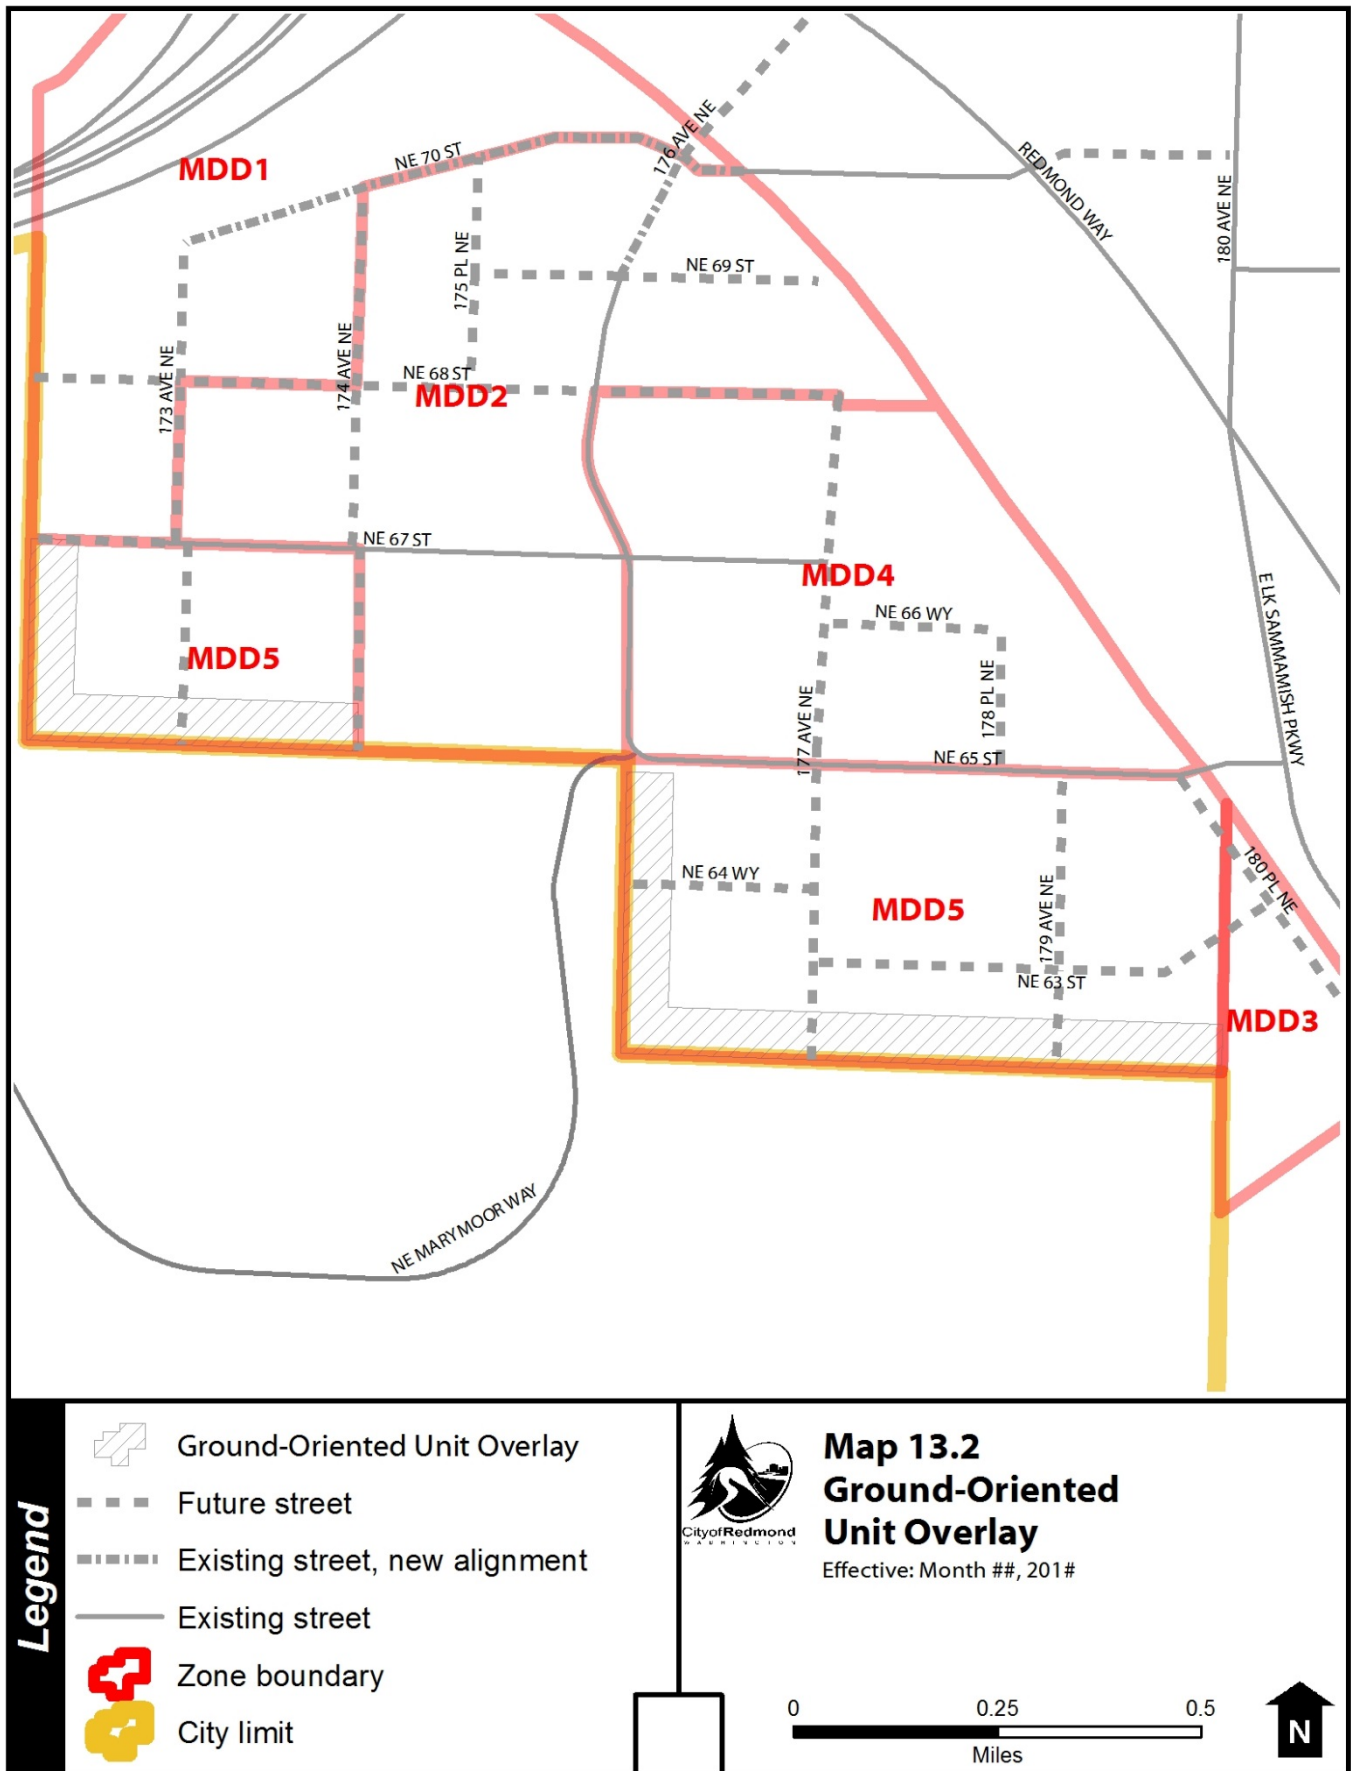 176 AVE NE
NE 70 ST
REDMOND WAY
MDD1
180 AVE NE
175 PL NE
NE 69 ST
173 AVE NE
174 AVE NE
NE 68 ST
MDD2
NE 67 ST
MDD4
E LK SAMMAMISH PKWY
NE 66 WY
MDD5
178 PL NE
177 AVE NE
NE 65 ST
NE 64 WY
180 PL NE
179 AVE NE
MDD5
NE 63 ST
MDD3
NE MARYMOOR WAY
Legend
Ground-Oriented Unit Overlay
Future street
Existing street, new alignment
Existing street
Zone boundary
City limit
CityofRedmond
WASHINGTON
Map 13.2
Ground-Oriented
Unit Overlay
Effective: Month ##, 201#
0 0.25 0.5
Miles
N